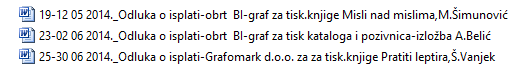 19-12 05 2014._Odluka o isplati-obrt  BI-graf za tisk.knjige Misli nad mislima,M.Šimunović
23-02 06 2014._Odluka o isplati-obrt  BI-graf za tisk kataloga i pozivnica-izložba A.Belić
25-30 06 2014._Odluka o isplati-Grafomark d.o.o. za za tisk.knjige Pratiti leptira,Š.Vanjek